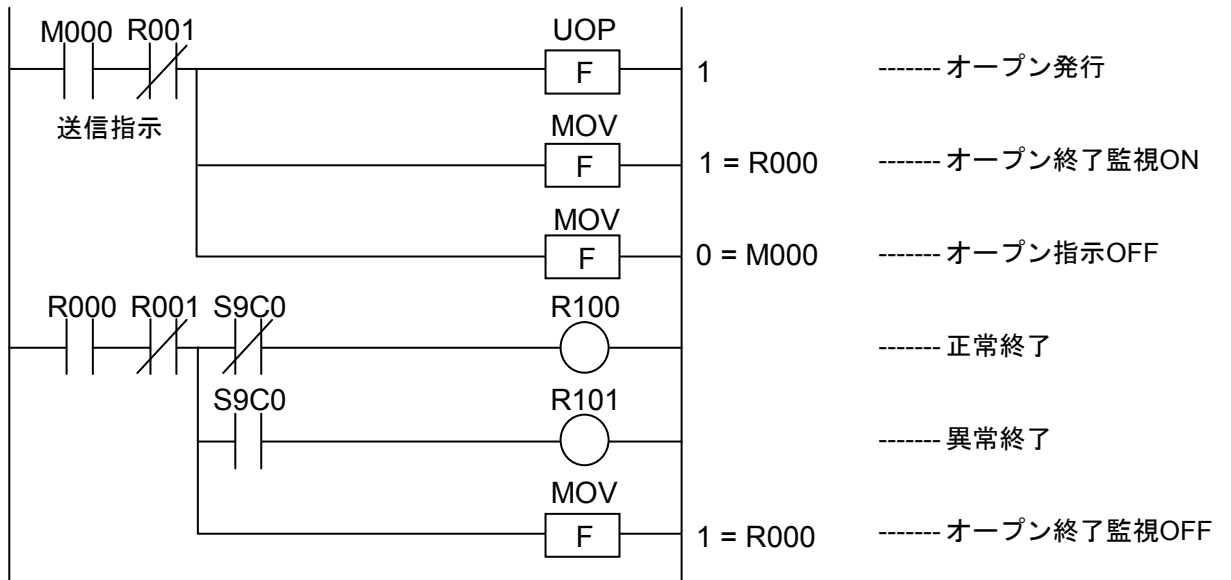 M000 R001 UOP
F 1 ------- オープン発行
送信指示
MOV
F 1 = R000 ------- オープン終了監視ON
MOV
F 0 = M000 ------- オープン指示OFF
R000 R001 S9C0 R100
------- 正常終了
S9C0 R101
------- 異常終了
MOV
F 1 = R000 ------- オープン終了監視OFF